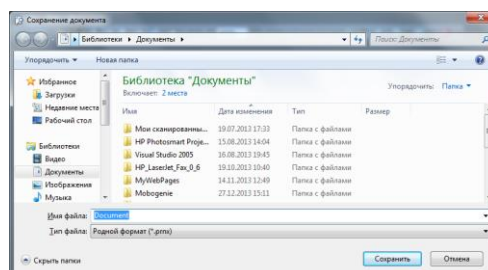 Сохранение документа
Библиотеки Документы Поиск: Документы
Упорядочить Новая папка
Избранное
Загрузки
Недавние места
Рабочий стол
Библиотеки
Видео
Документы
Изображения
Музыка
Библиотека "Документы"
Включает: 2 места
Упорядочить: Папка
Имя Дата изменения Тип Размер
Мои сканированны... 19.07.2013 17:33 Папка с файлами
HP Photosmart Proje... 15.08.2013 14:04 Папка с файлами
Visual Studio 2005 16.08.2013 19:45 Папка с файлами
HP_LaserJet_Fax_0_6 19.10.2013 10:40 Папка с файлами
MyWebPages 14.11.2013 12:49 Папка с файлами
Mobogenie 27.12.2013 15:11 Папка с файлами
Имя файла: Document
Тип файла: Родной формат (*.prnx)
Скрыть папки Сохранить Отмена